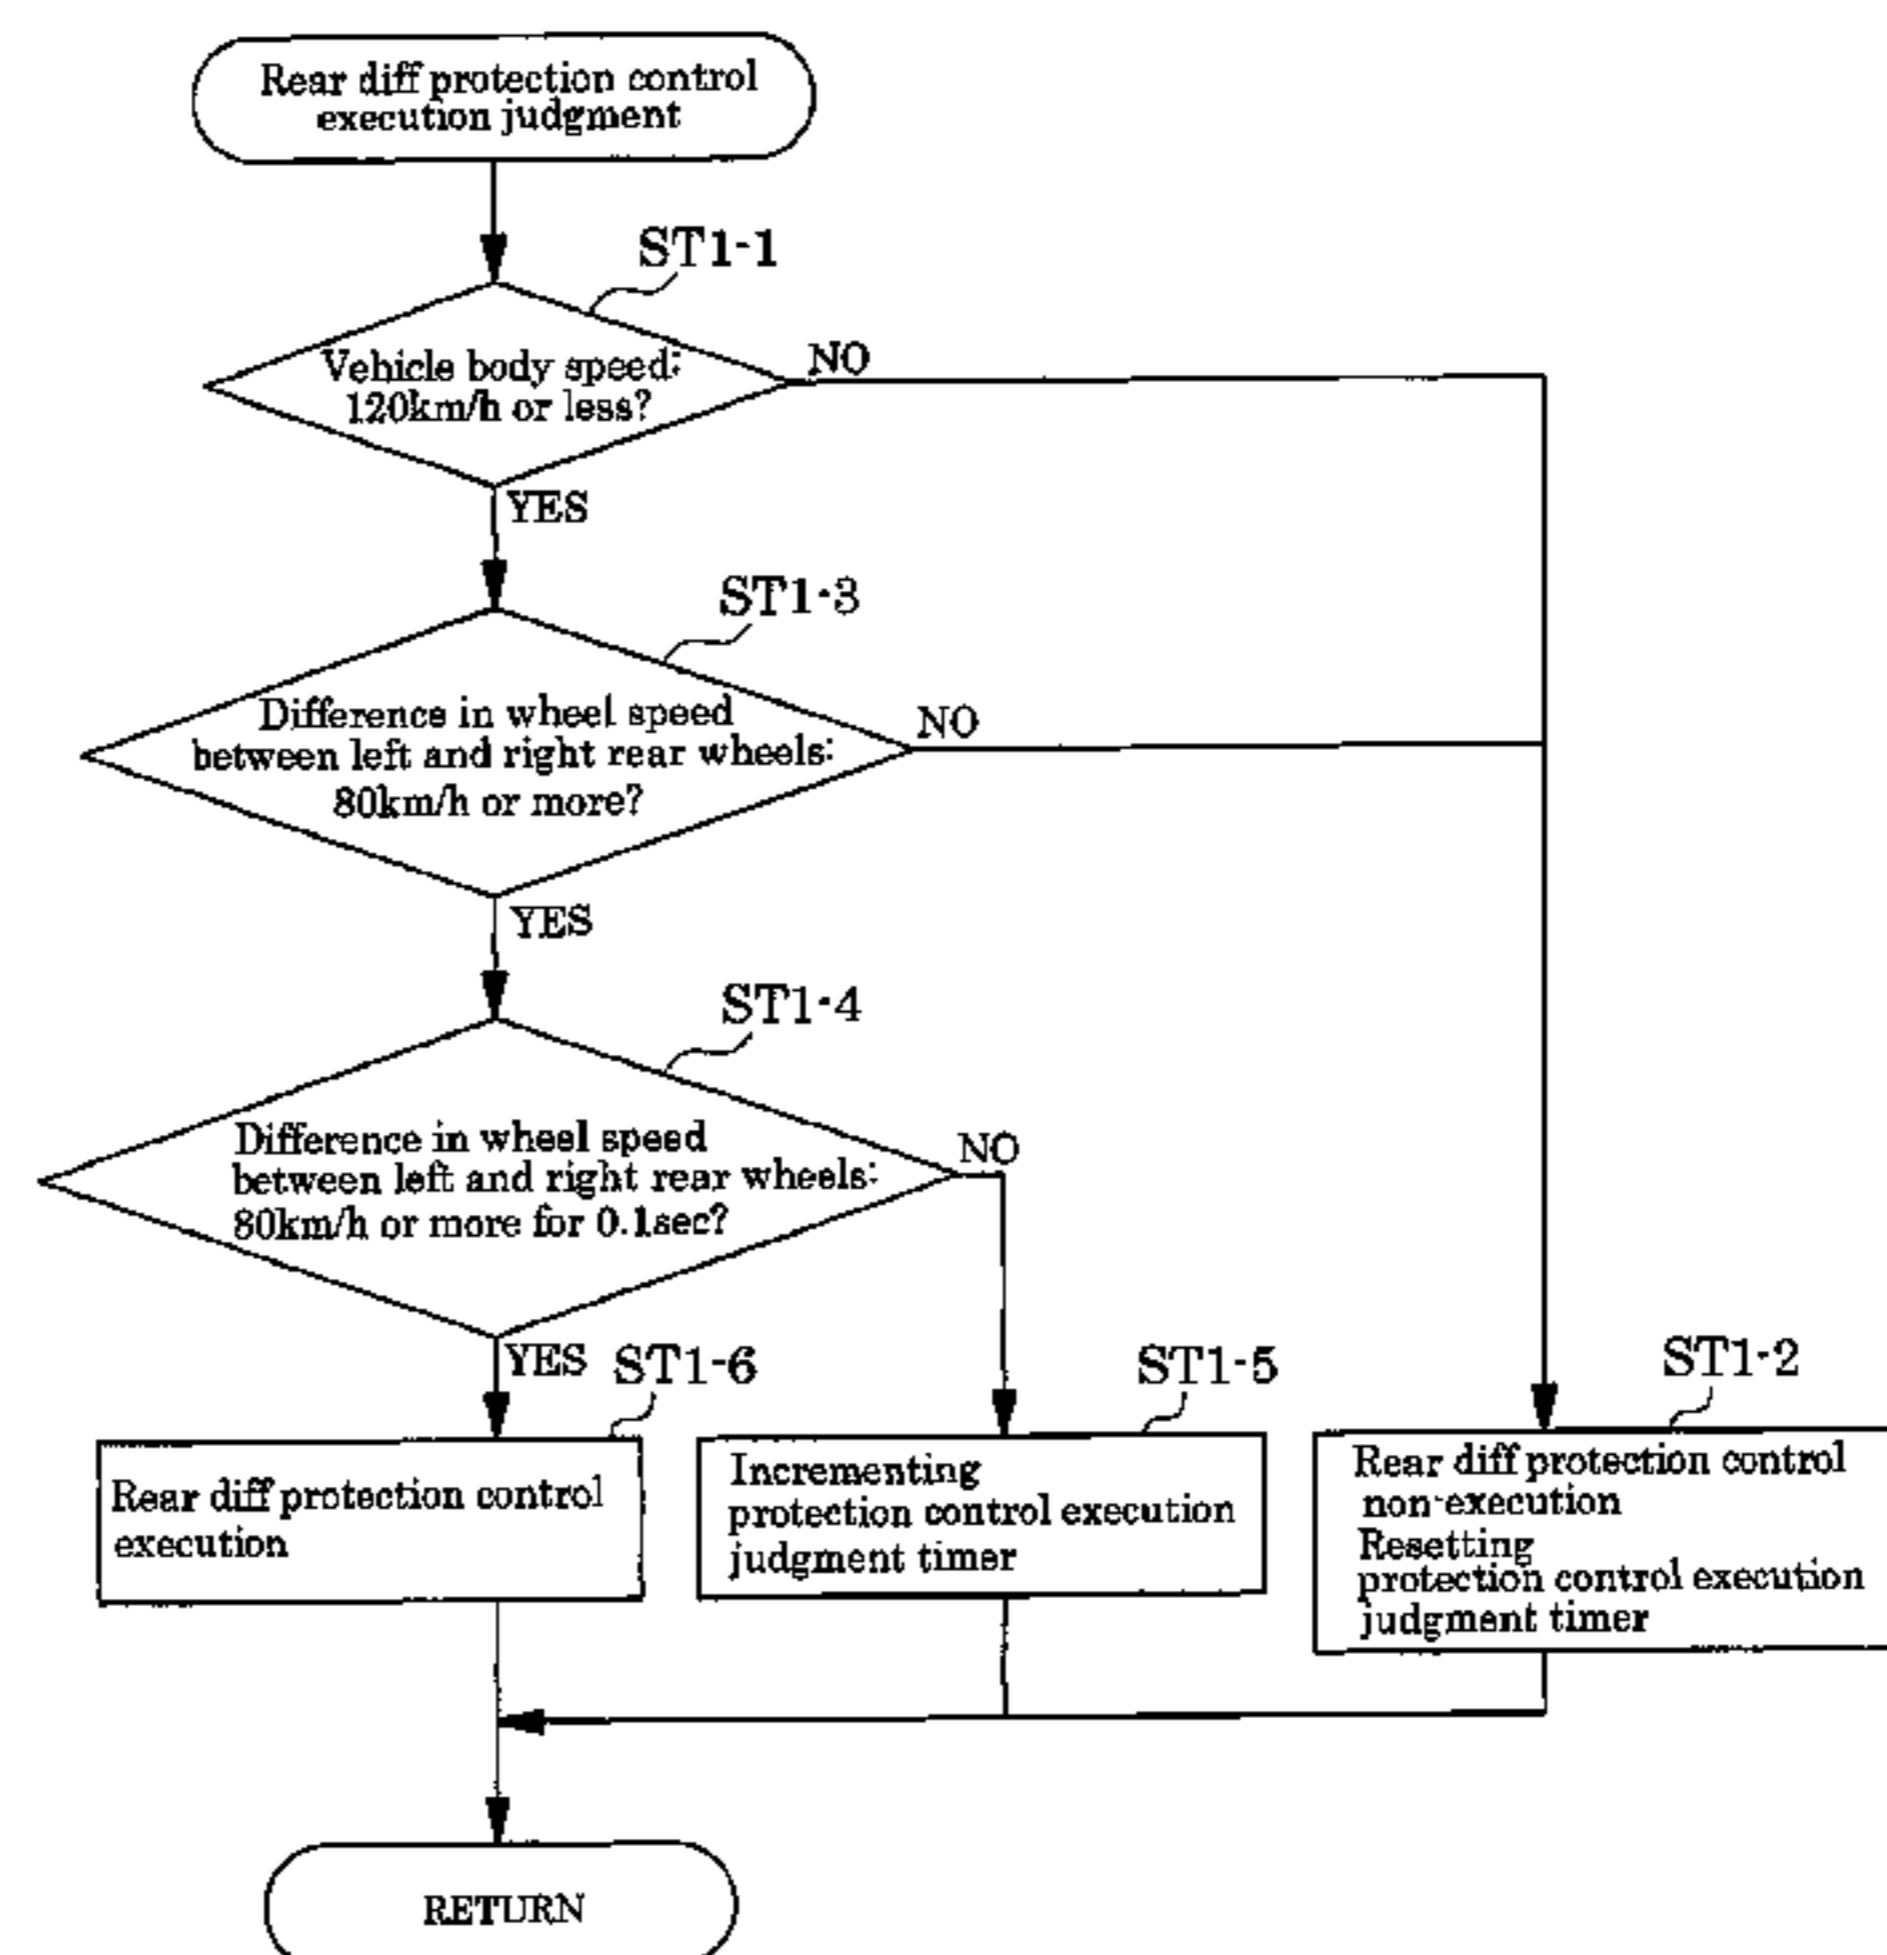 Rear diff protection control
execution judgment
ST1-1
Vehicle body speed:
120km/h or less?
NO
YES
ST1-3
Difference in wheel speed
between left and right rear wheels:
80km/h or more?
NO
YES
ST1-4
Difference in wheel speed
between left and right rear wheels:
80km/h or more for 0.1sec?
NO
YES
ST1-6
Rear diff protection control
execution
ST1-5
Incrementing
protection control execution
judgment timer
ST1-2
Rear diff protection control
non-execution
Resetting
protection control execution
judgment timer
RETURN